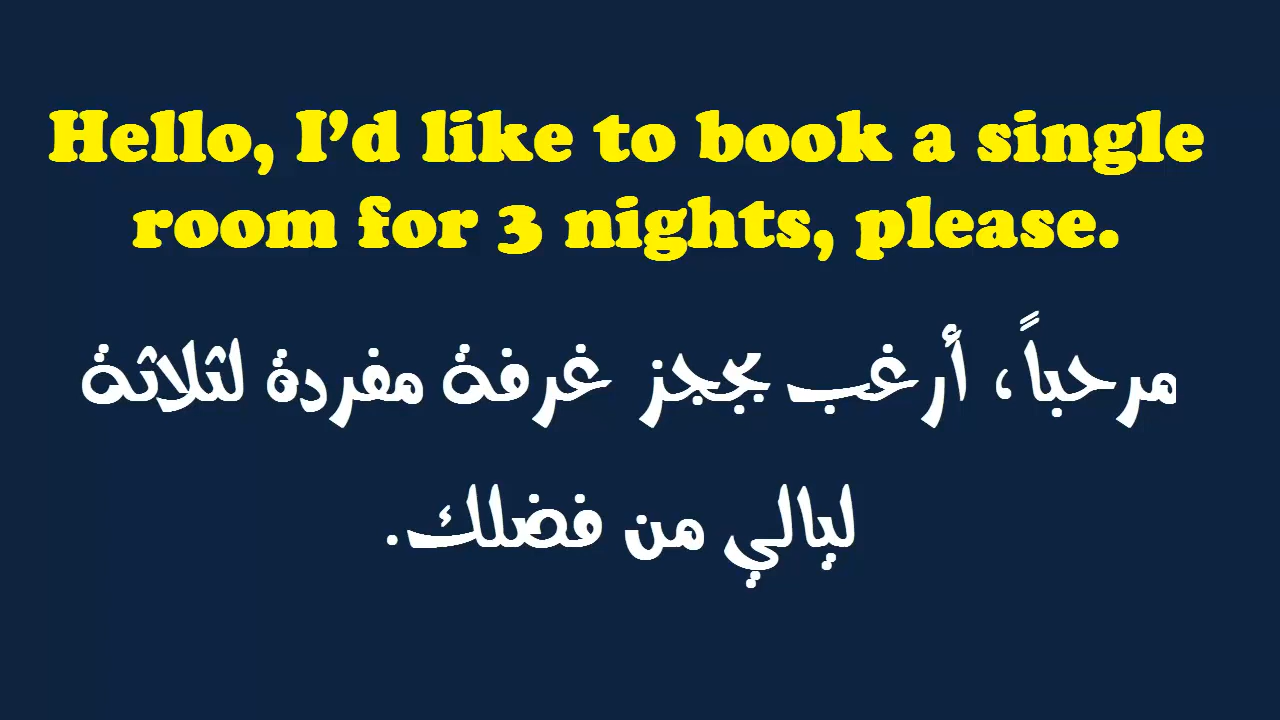 Hello, I’d like to book a single
room for 3 nights, please.
مرحباً، أرغب بحجز غرفة مفردة لثلاثة
ليالي من فضلك.